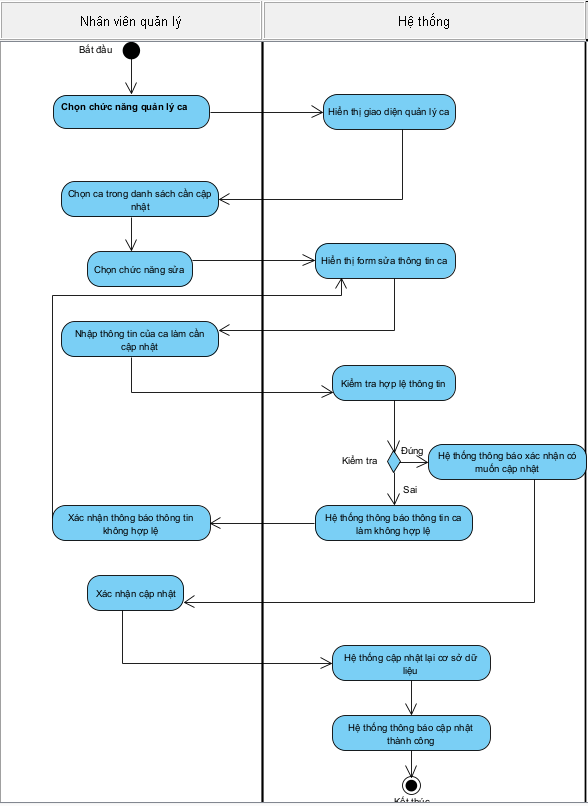 Nhân viên quản lý
Hệ thống
Bắt đầu
Chọn chức năng quản lý ca
Hiển thị giao diện quản lý ca
Chọn ca trong danh sách cần cập
nhật
Chọn chức năng sửa
Hiển thị form sửa thông tin ca
Nhập thông tin của ca làm cần
cập nhật
Kiểm tra hợp lệ thông tin
Kiểm tra
Đúng
Hệ thống thông báo xác nhận có
muốn cập nhật
Sai
Xác nhận thông báo thông tin
không hợp lệ
Hệ thống thông báo thông tin ca
làm không hợp lệ
Xác nhận cập nhật
Hệ thống cập nhật lại cơ sở dữ
liệu
Hệ thống thông báo cập nhật
thành công
Kết thúc